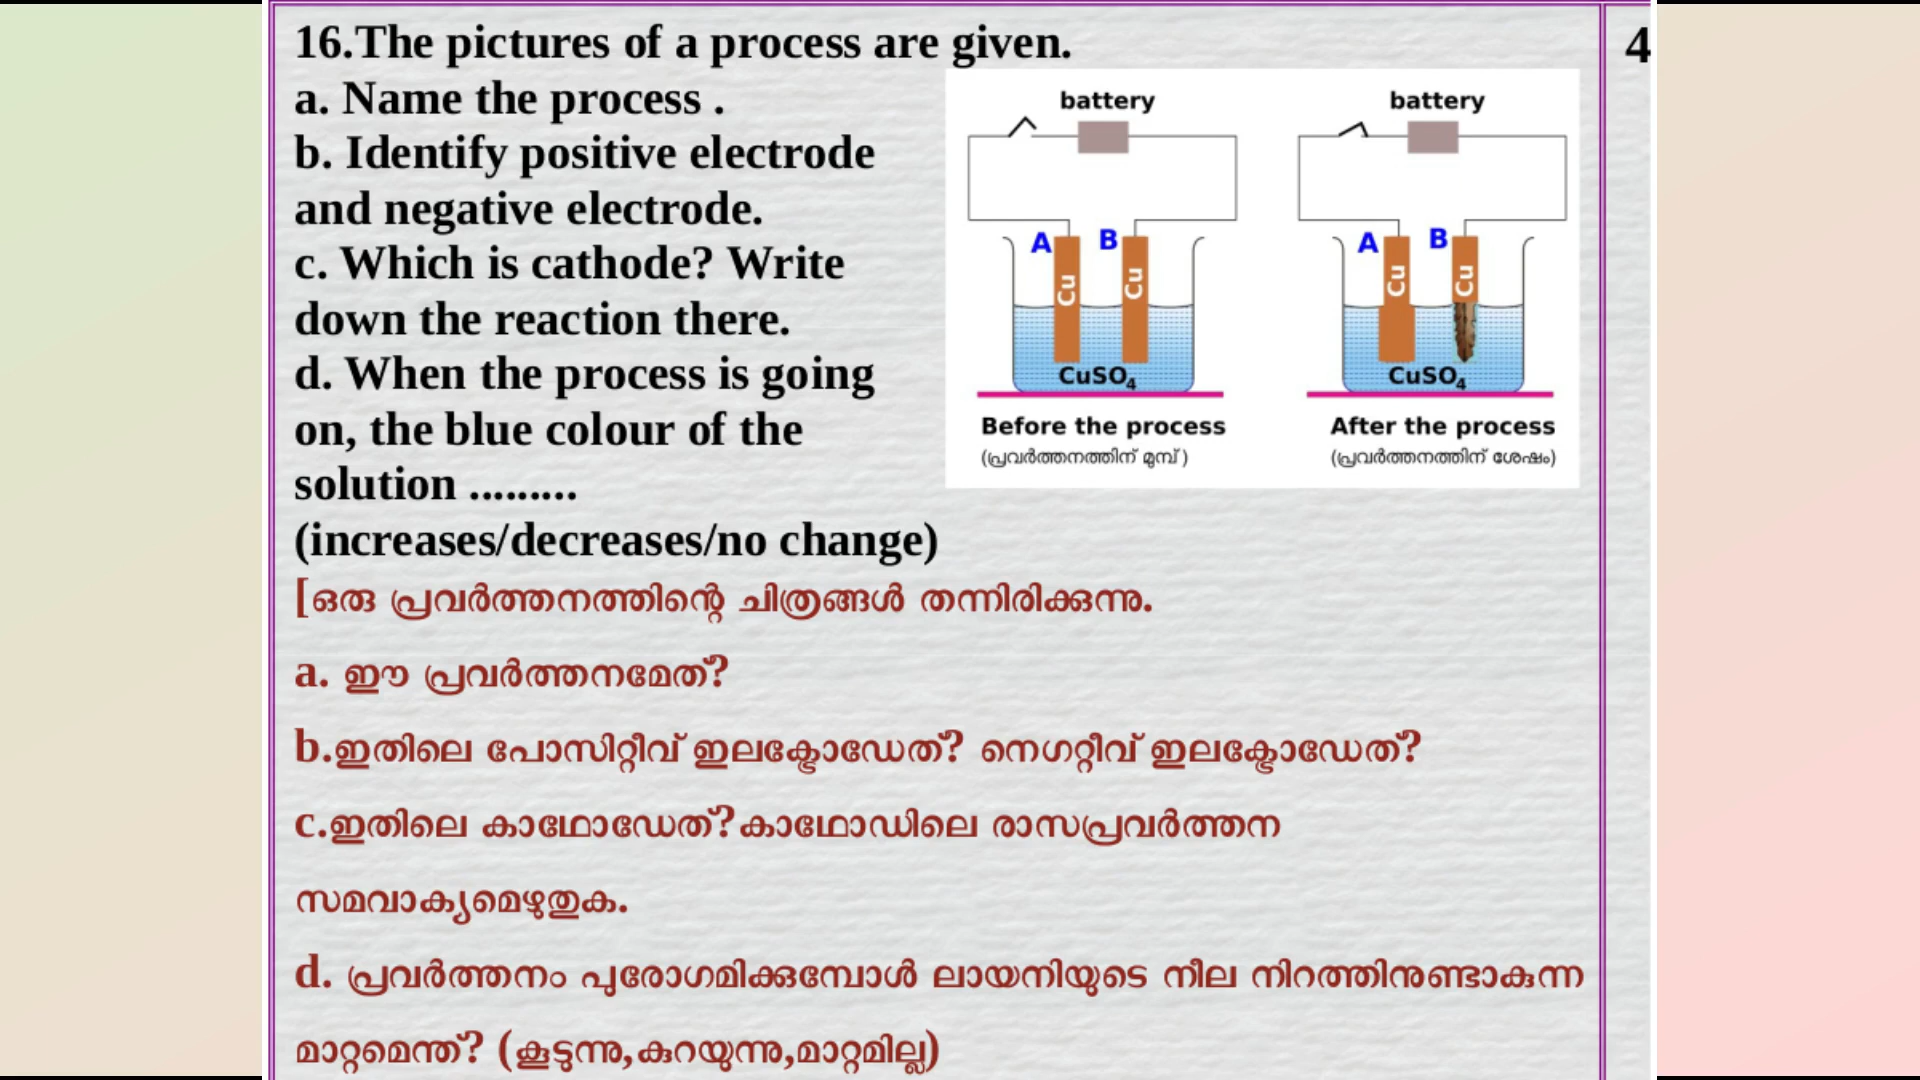 16.The pictures of a process are given.
4
a. Name the process .
b. Identify positive electrode
and negative electrode.
c. Which is cathode? Write
down the reaction there.
d. When the process is going
on, the blue colour of the
solution .........
(increases/decreases/no change)
battery
A B
Cu Cu
CuSO4
Before the process
(പ്രവർത്തനത്തിന് മുമ്പ് )
battery
A B
Cu Cu
CuSO4
After the process
(പ്രവർത്തനത്തിന് ശേഷം)
[ഒരു പ്രവർത്തനത്തിന്റെ ചിത്രങ്ങൾ തന്നിരിക്കുന്നു.
a. ഈ പ്രവർത്തനമേത്?
b.ഇതിലെ പോസിറ്റീവ് ഇലക്ട്രോഡേത്? നെഗറ്റീവ് ഇലക്ട്രോഡേത്?
c.ഇതിലെ കാഥോഡേത്?കാഥോഡിലെ രാസപ്രവർത്തന
സമവാക്യമെഴുതുക.
d. പ്രവർത്തനം പുരോഗമിക്കുമ്പോൾ ലായനിയുടെ നീല നിറത്തിനുണ്ടാകുന്ന
മാറ്റമെന്ത്? (കൂടുന്നു,കുറയുന്നു,മാറ്റമില്ല)